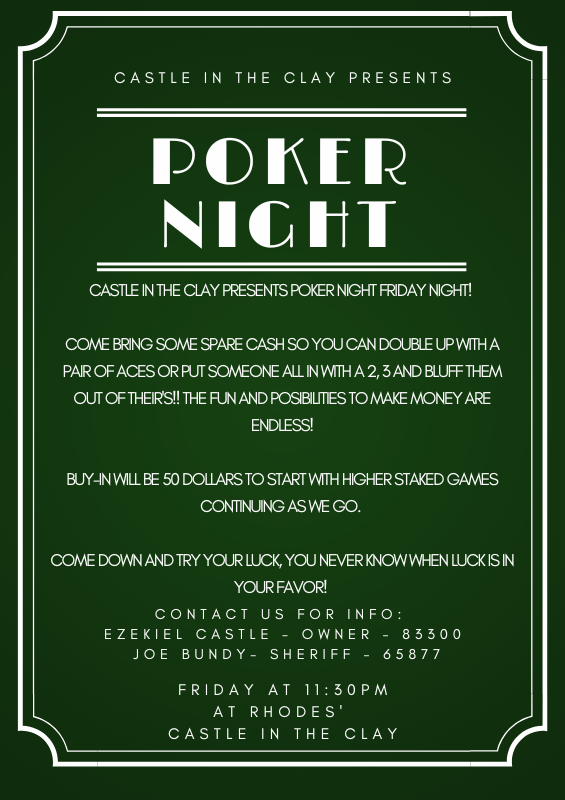 CASTLE IN THE CLAY PRESENTS
POKER
NIGHT
CASTLE IN THE CLAY PRESENTS POKER NIGHT FRIDAY NIGHT!
COME BRING SOME SPARE CASH SO YOU CAN DOUBLE UP WITH A
PAIR OF ACES OR PUT SOMEONE ALL IN WITH A 2, 3 AND BLUFF THEM
OUT OF THEIR'S!! THE FUN AND POSIBILITIES TO MAKE MONEY ARE
ENDLESS!
BUY-IN WILL BE 50 DOLLARS TO START WITH HIGHER STAKED GAMES
CONTINUING AS WE GO.
COME DOWN AND TRY YOUR LUCK, YOU NEVER KNOW WHEN LUCK IS IN
YOUR FAVOR!
CONTACT US FOR INFO:
EZEKIEL CASTLE - OWNER - 83300
JOE BUNDY- SHERIFF - 65877
FRIDAY AT 11:30PM
AT RHODES'
CASTLE IN THE CLAY